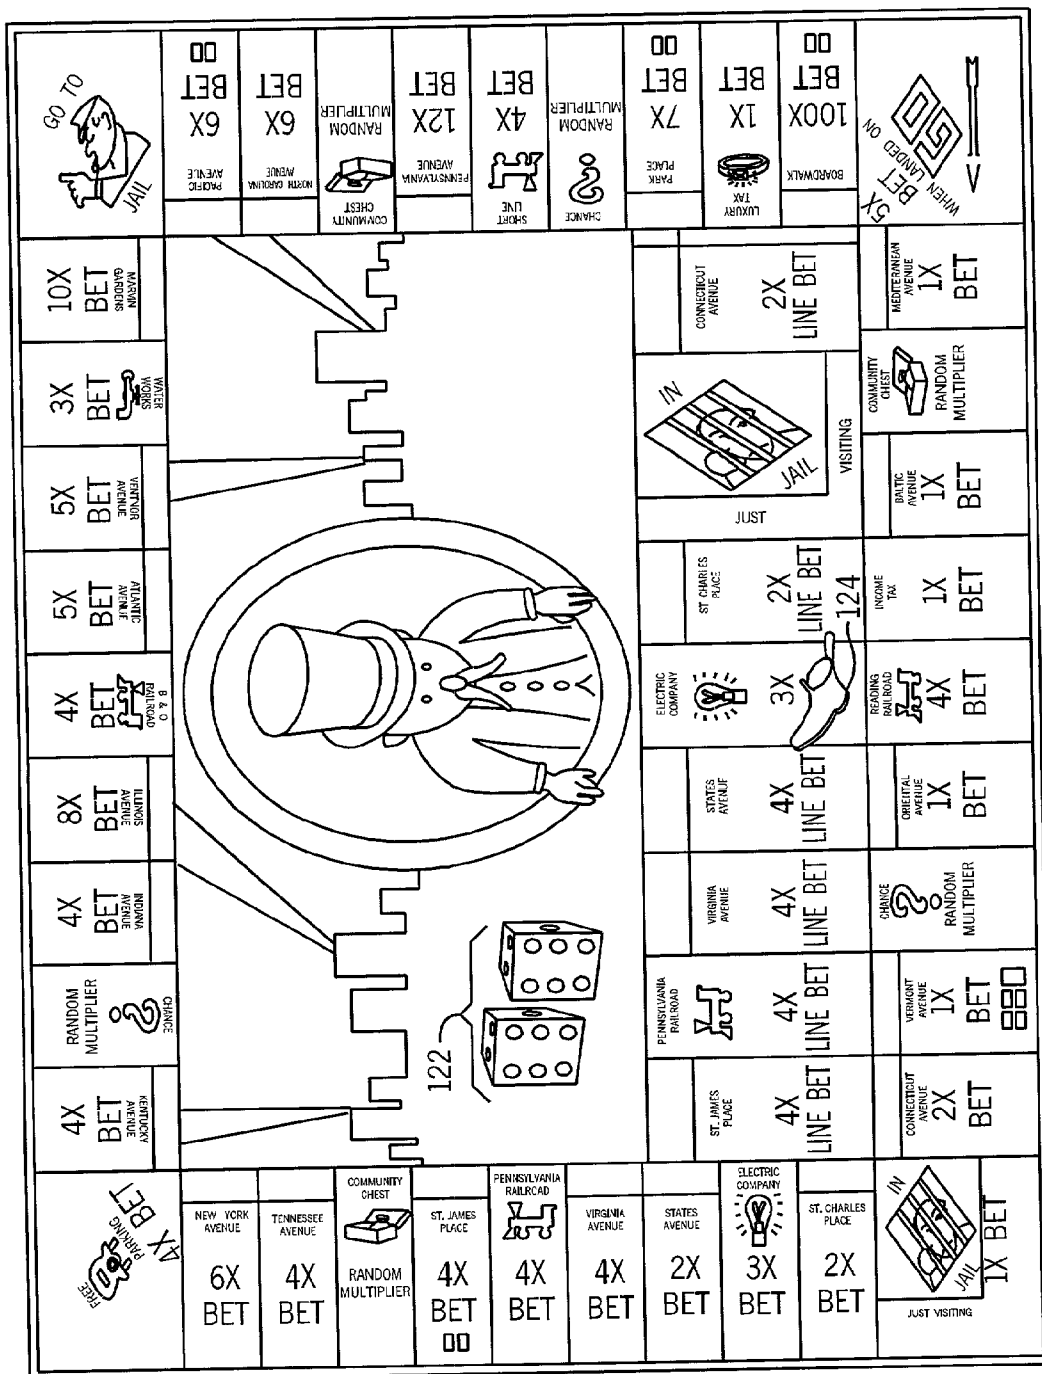 GO TO
JAIL
6X
BET
PACIFIC
AVENUE
6X
BET
NORTH CAROLINA
AVENUE
RANDOM
MULTIPLIER
COMMUNITY
CHEST
12X
BET
PENNSYLVANIA
AVENUE
4X
BET
SHORT
LINE
RANDOM
MULTIPLIER
CHANCE
7X
BET
PARK
PLACE
1X
BET
LUXURY
TAX
100X
BET
BOARDWALK
5X
BET
WHEN LANDED ON
GO
MEDITERANEAN
AVENUE
1X
BET
COMMUNITY
CHEST
RANDOM
MULTIPLIER
BALTIC
AVENUE
1X
BET
INCOME
TAX
1X
BET
READING
RAILROAD
4X
BET
ORIENTAL
AVENUE
1X
BET
CHANCE
RANDOM
MULTIPLIER
VERMONT
AVENUE
1X
BET
CONNECTICUT
AVENUE
2X
BET
IN
JAIL
1X BET
JUST VISITING
ST. CHARLES
PLACE
2X
BET
ELECTRIC
COMPANY
3X
BET
STATES
AVENUE
2X
BET
VIRGINIA
AVENUE
4X
BET
PENNSYLVANIA
RAILROAD
4X
BET
ST. JAMES
PLACE
4X
BET
COMMUNITY
CHEST
RANDOM
MULTIPLIER
TENNESSEE
AVENUE
4X
BET
NEW YORK
AVENUE
6X
BET
FREE
PARKING
4X BET
4X
BET
KENTUCKY
AVENUE
RANDOM
MULTIPLIER
CHANCE
4X
BET
INDIANA
AVENUE
8X
BET
ILLINOIS
AVENUE
4X
BET
B & O
RAILROAD
5X
BET
ATLANTIC
AVENUE
5X
BET
VENTNOR
AVENUE
3X
BET
WATER
WORKS
10X
BET
MARVIN
GARDENS
CONNECTICUT
AVENUE
2X
LINE BET
IN
JAIL
JUST
VISITING
ST CHARLES
PLACE
2X
LINE BET
124
ELECTRIC
COMPANY
3X
STATES
AVENUE
4X
LINE BET
VIRGINIA
AVENUE
4X
LINE BET
PENNSYLVANIA
RAILROAD
4X
LINE BET
ST. JAMES
PLACE
4X
LINE BET
122